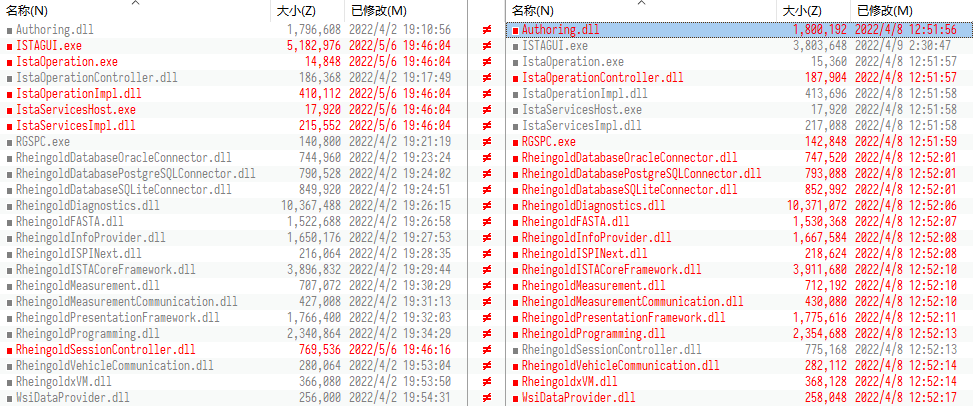 名称(N) 大小(Z) 已修改(M) 名称(N) 大小(Z) 已修改(M)
Authoring.dll 1,796,608 2022/4/2 19:10:56 ≠ Authoring.dll 1,800,192 2022/4/8 12:51:56
ISTAGUI.exe 5,182,976 2022/5/6 19:46:04 ≠ ISTAGUI.exe 3,803,648 2022/4/9 2:30:47
IstaOperation.exe 14,848 2022/5/6 19:46:04 ≠ IstaOperation.exe 15,360 2022/4/8 12:51:57
IstaOperationController.dll 186,368 2022/4/2 19:17:49 ≠ IstaOperationController.dll 187,904 2022/4/8 12:51:57
IstaOperationImpl.dll 410,112 2022/5/6 19:46:04 ≠ IstaOperationImpl.dll 413,696 2022/4/8 12:51:58
IstaServicesHost.exe 17,920 2022/5/6 19:46:04 ≠ IstaServicesHost.exe 17,920 2022/4/8 12:51:58
IstaServicesImpl.dll 215,552 2022/5/6 19:46:04 ≠ IstaServicesImpl.dll 217,088 2022/4/8 12:51:58
RGSPC.exe 140,800 2022/4/2 19:21:19 ≠ RGSPC.exe 142,848 2022/4/8 12:51:59
RheingoldDatabaseOracleConnector.dll 744,960 2022/4/2 19:23:24 ≠ RheingoldDatabaseOracleConnector.dll 747,520 2022/4/8 12:52:01
RheingoldDatabasePostgreSQLConnector.dll 790,528 2022/4/2 19:24:02 ≠ RheingoldDatabasePostgreSQLConnector.dll 793,088 2022/4/8 12:52:01
RheingoldDatabaseSQLiteConnector.dll 849,920 2022/4/2 19:24:51 ≠ RheingoldDatabaseSQLiteConnector.dll 852,992 2022/4/8 12:52:01
RheingoldDiagnostics.dll 10,367,488 2022/4/2 19:26:15 ≠ RheingoldDiagnostics.dll 10,371,072 2022/4/8 12:52:06
RheingoldFASTA.dll 1,522,688 2022/4/2 19:26:58 ≠ RheingoldFASTA.dll 1,530,368 2022/4/8 12:52:07
RheingoldInfoProvider.dll 1,650,176 2022/4/2 19:27:53 ≠ RheingoldInfoProvider.dll 1,667,584 2022/4/8 12:52:08
RheingoldISPINext.dll 216,064 2022/4/2 19:28:35 ≠ RheingoldISPINext.dll 218,624 2022/4/8 12:52:08
RheingoldISTACoreFramework.dll 3,896,832 2022/4/2 19:29:44 ≠ RheingoldISTACoreFramework.dll 3,911,680 2022/4/8 12:52:10
RheingoldMeasurement.dll 707,072 2022/4/2 19:30:29 ≠ RheingoldMeasurement.dll 712,192 2022/4/8 12:52:10
RheingoldMeasurementCommunication.dll 427,008 2022/4/2 19:31:13 ≠ RheingoldMeasurementCommunication.dll 430,080 2022/4/8 12:52:10
RheingoldPresentationFramework.dll 1,766,400 2022/4/2 19:32:03 ≠ RheingoldPresentationFramework.dll 1,775,616 2022/4/8 12:52:11
RheingoldProgramming.dll 2,340,864 2022/4/2 19:34:29 ≠ RheingoldProgramming.dll 2,354,688 2022/4/8 12:52:13
RheingoldSessionController.dll 769,536 2022/5/6 19:46:16 ≠ RheingoldSessionController.dll 775,168 2022/4/8 12:52:13
RheingoldVehicleCommunication.dll 280,064 2022/4/2 19:53:04 ≠ RheingoldVehicleCommunication.dll 282,112 2022/4/8 12:52:14
RheingoldxVM.dll 366,080 2022/4/2 19:53:50 ≠ RheingoldxVM.dll 368,128 2022/4/8 12:52:14
WsiDataProvider.dll 256,000 2022/4/2 19:54:31 ≠ WsiDataProvider.dll 258,048 2022/4/8 12:52:17